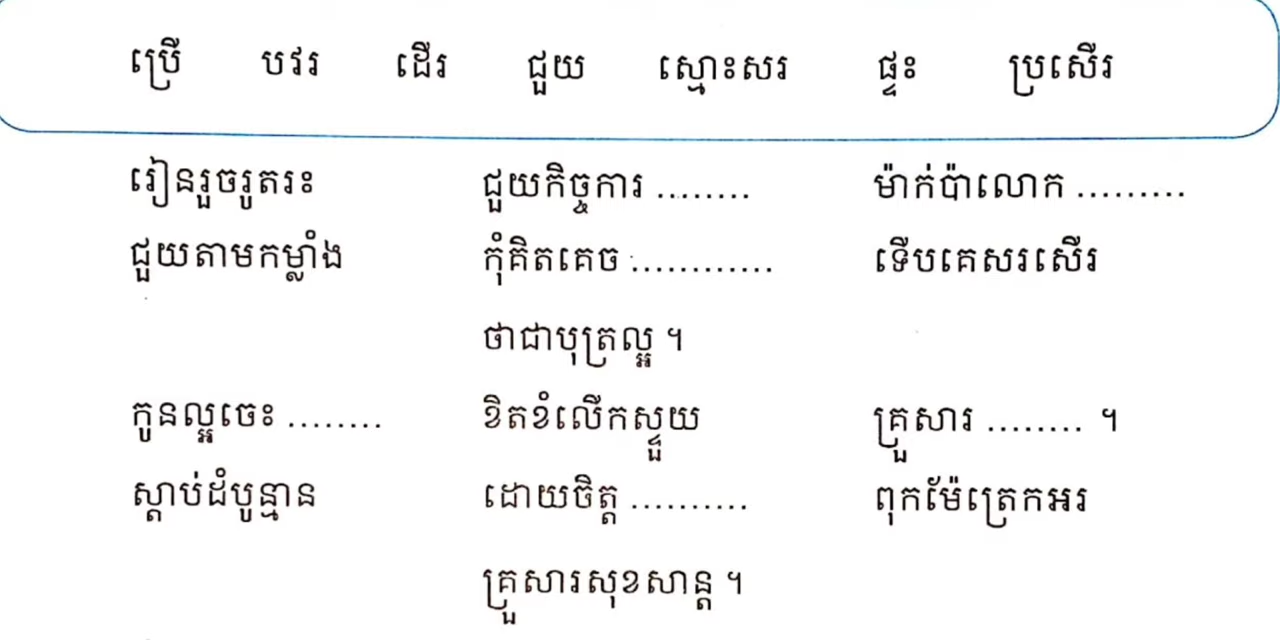 ប្រើ បវរ ដើរ ជួយ ស្មោះសរ ផ្ទះ ប្រសើរ
រៀនរួចរូតរះ ជួយកិច្ចការ ........ ម៉ាក់ប៉ាលោក .........
ជួយតាមកម្លាំង កុំគិតគេច ............ ទើបគេសរសើរ
ថាជាបុត្រល្អ ។
កូនល្អចេះ ........ ខិតខំលើកស្ទួយ គ្រួសារ ........ ។
ស្ដាប់ដំបូន្មាន ដោយចិត្ត .......... ពុកម៉ែត្រេកអរ
គ្រួសារសុខសាន្ត ។